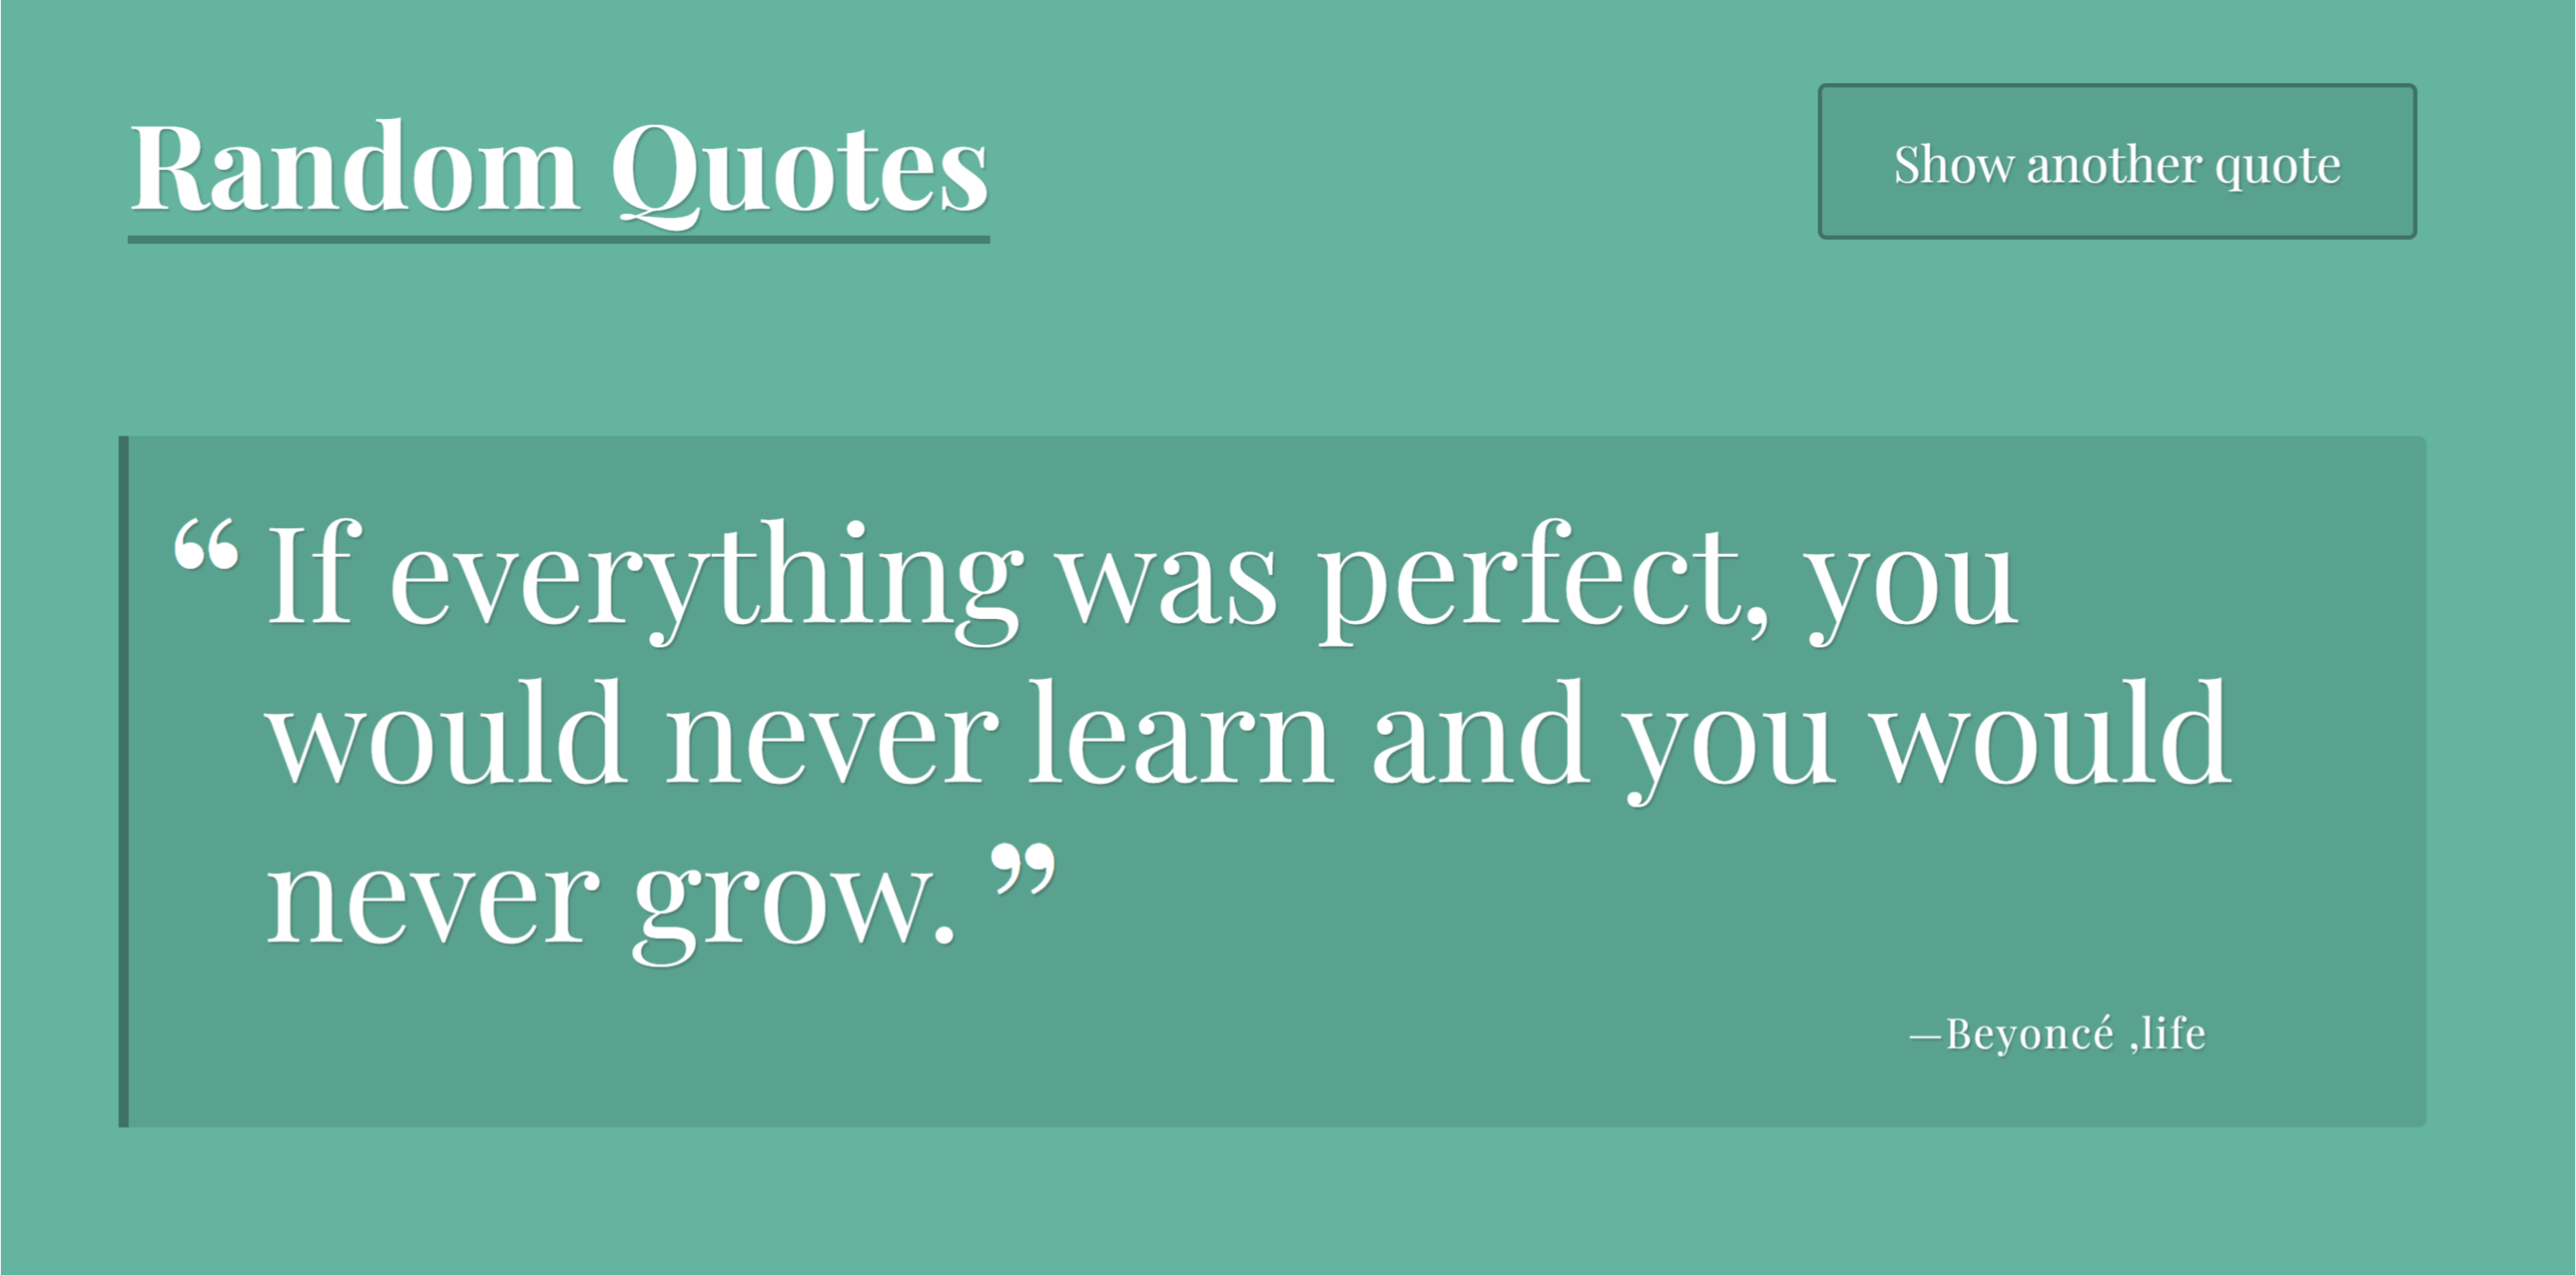 Random Quotes
Show another quote
“ If everything was perfect, you
would never learn and you would
never grow. ”
—Beyoncé ,life